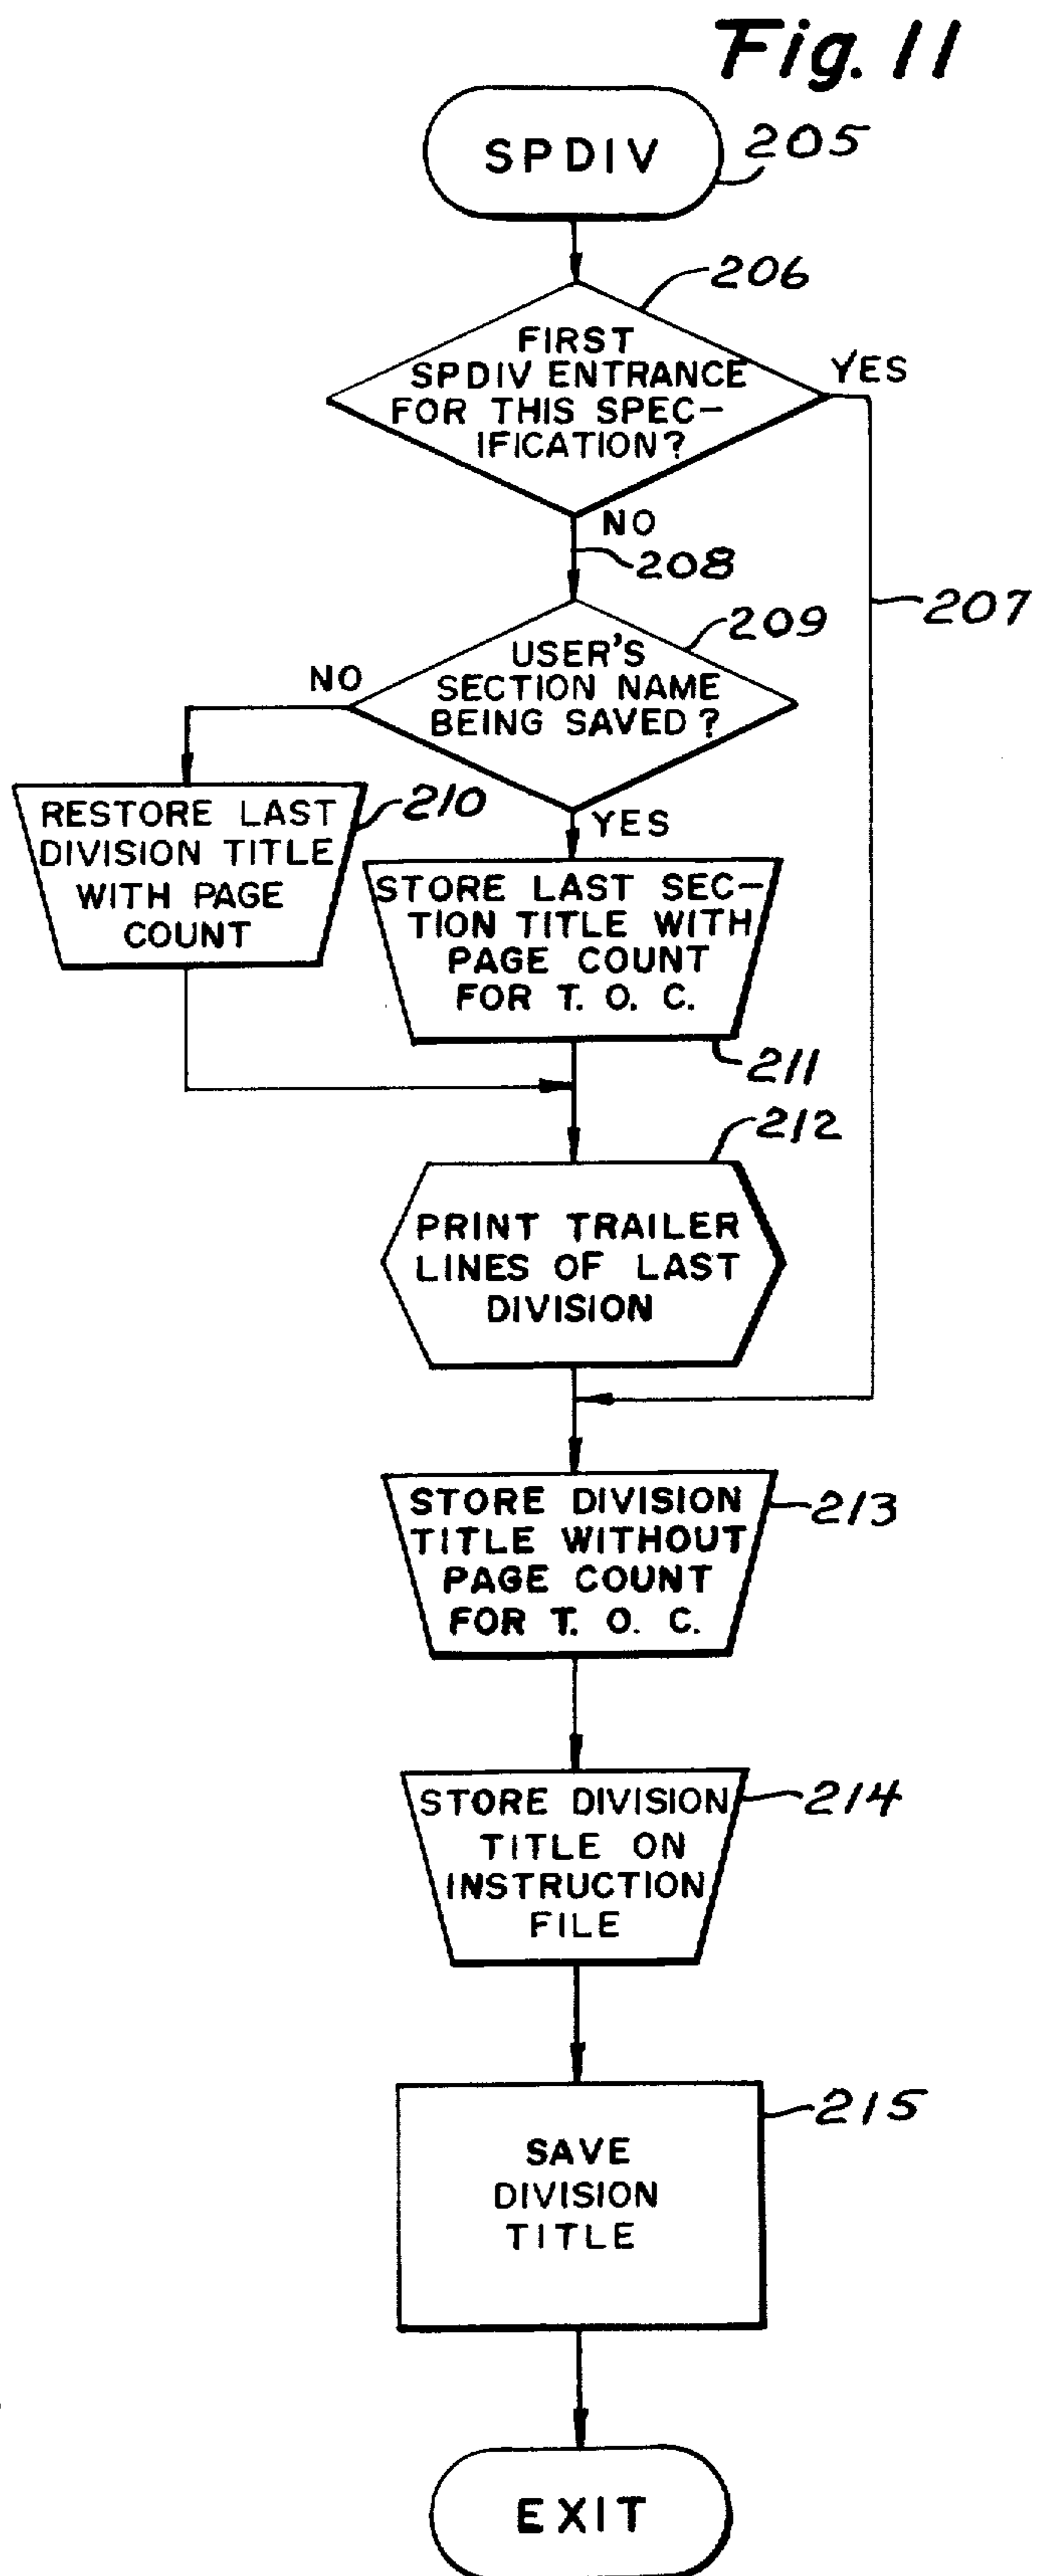 Fig. 11
SPDIV
205
206
FIRST
SPDIV ENTRANCE
FOR THIS SPEC-
IFICATION?
YES
NO
208
207
209
USER'S
SECTION NAME
BEING SAVED?
NO
210
RESTORE LAST
DIVISION TITLE
WITH PAGE
COUNT
YES
STORE LAST SEC-
TION TITLE WITH
PAGE COUNT
FOR T. O. C.
211
212
PRINT TRAILER
LINES OF LAST
DIVISION
STORE DIVISION
TITLE WITHOUT
PAGE COUNT
FOR T. O. C.
213
STORE DIVISION
TITLE ON
INSTRUCTION
FILE
214
215
SAVE
DIVISION
TITLE
EXIT